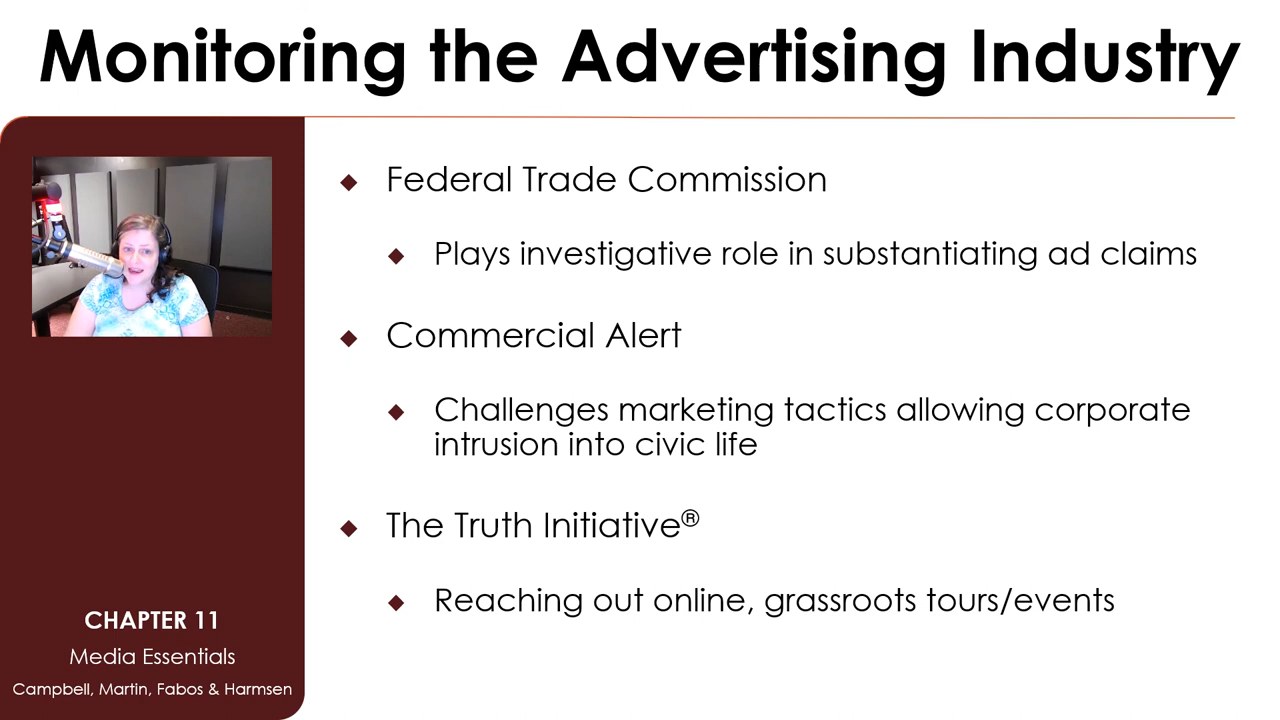 Monitoring the Advertising Industry
Federal Trade Commission
Plays investigative role in substantiating ad claims
Commercial Alert
Challenges marketing tactics allowing corporate
intrusion into civic life
The Truth Initiative®
Reaching out online, grassroots tours/events
CHAPTER 11
Media Essentials
Campbell, Martin, Fabos & Harmsen